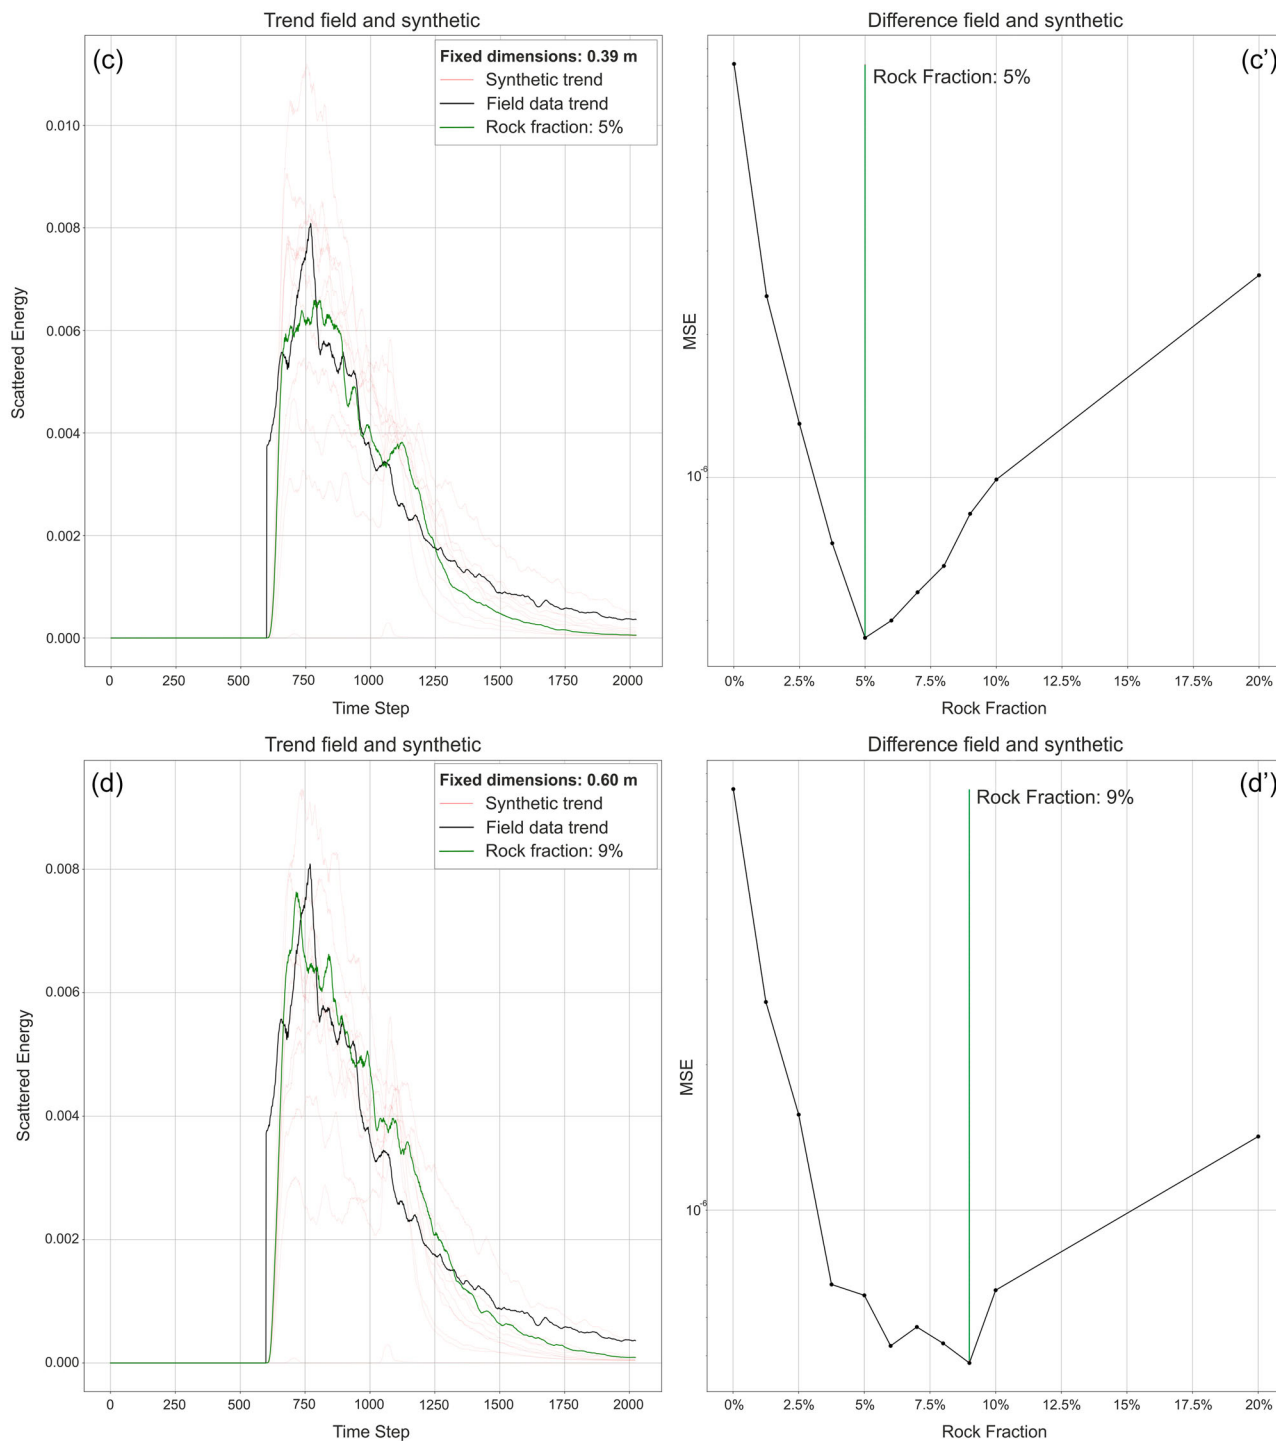 Trend field and synthetic
(c)
Fixed dimensions: 0.39 m
Synthetic trend
Field data trend
Rock fraction: 5%
0.010
0.008
0.006
0.004
0.002
0.000
Scattered Energy
0 250 500 750 1000 1250 1500 1750 2000
Time Step
Difference field and synthetic
(c')
Rock Fraction: 5%
MSE
10-6
0% 2.5% 5% 7.5% 10% 12.5% 15% 17.5% 20%
Rock Fraction
Trend field and synthetic
(d)
Fixed dimensions: 0.60 m
Synthetic trend
Field data trend
Rock fraction: 9%
0.008
0.006
0.004
0.002
0.000
Scattered Energy
0 250 500 750 1000 1250 1500 1750 2000
Time Step
Difference field and synthetic
(d')
Rock Fraction: 9%
MSE
10-6
0% 2.5% 5% 7.5% 10% 12.5% 15% 17.5% 20%
Rock Fraction